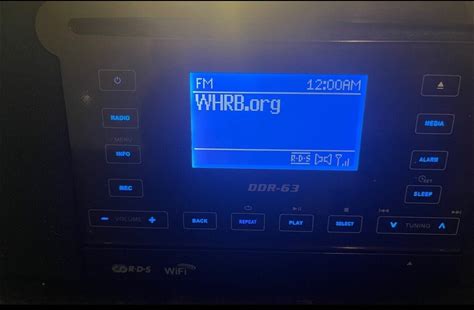 FM 12:00AM
WHRB.org
R·D·S
RADIO
MENU
INFO
REC
MEDIA
ALARM
SLEEP
DDR-63
− VOLUME +
BACK
REPEAT
PLAY
SELECT
TUNING
R·D·S WiFi